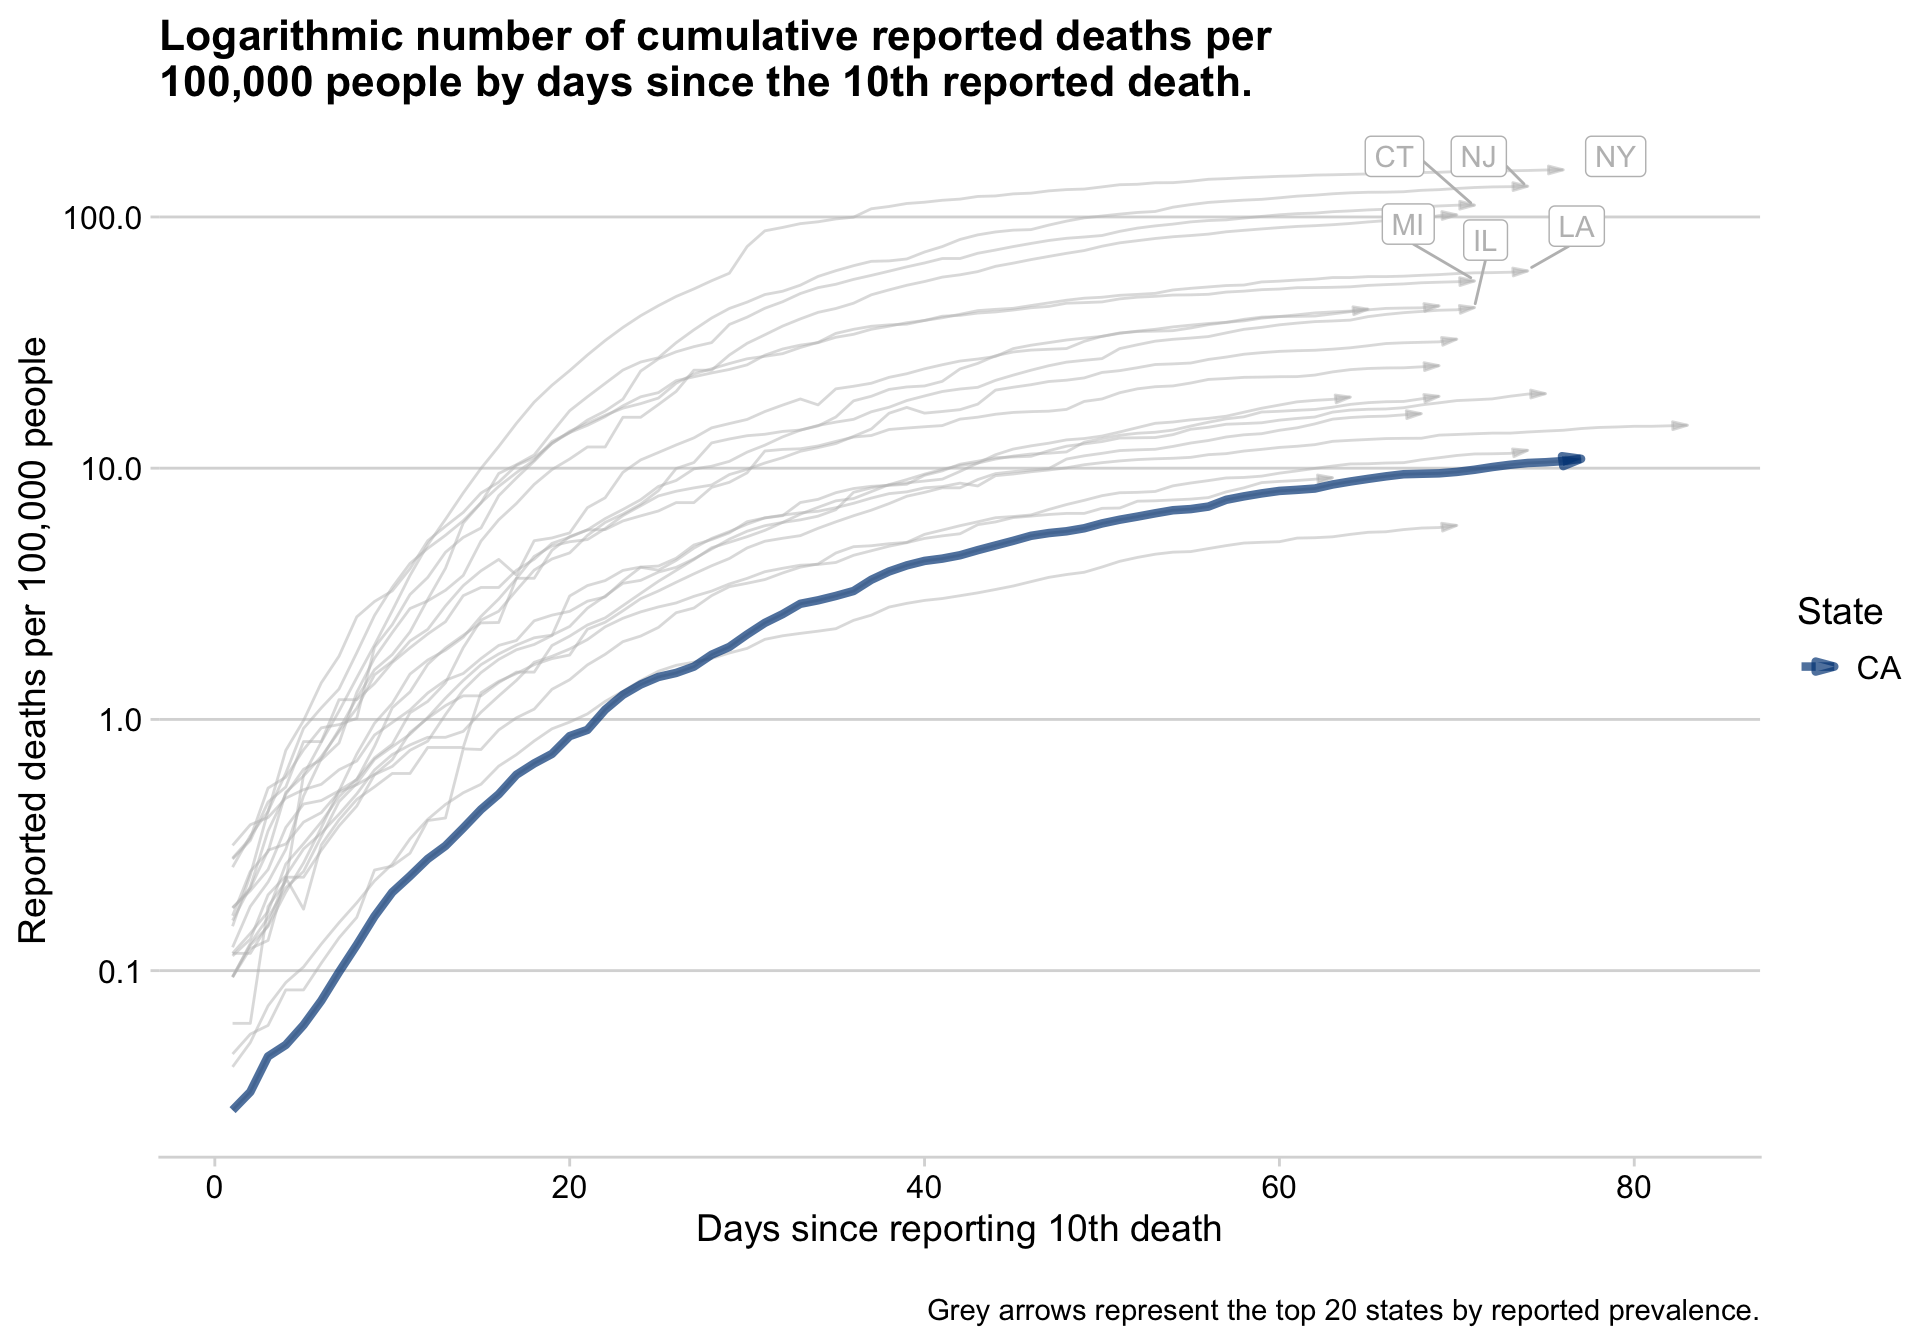 Logarithmic number of cumulative reported deaths per
100,000 people by days since the 10th reported death.
CT NJ NY
MI IL LA
100.0
10.0
1.0
0.1
Reported deaths per 100,000 people
State
CA
0 20 40 60 80
Days since reporting 10th death
Grey arrows represent the top 20 states by reported prevalence.